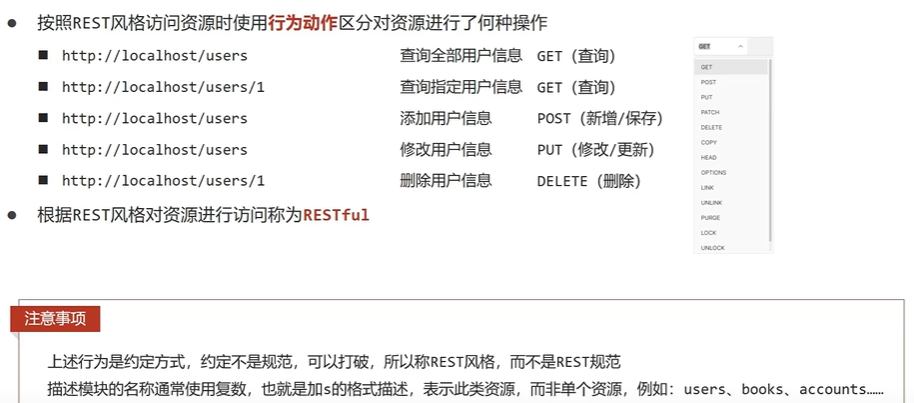 ● 按照REST风格访问资源时使用行为动作区分对资源进行了何种操作
■ http://localhost/users 查询全部用户信息 GET（查询）
■ http://localhost/users/1 查询指定用户信息 GET（查询）
■ http://localhost/users 添加用户信息 POST（新增/保存）
■ http://localhost/users 修改用户信息 PUT（修改/更新）
■ http://localhost/users/1 删除用户信息 DELETE（删除）
● 根据REST风格对资源进行访问称为RESTful
GET
GET
POST
PUT
PATCH
DELETE
COPY
HEAD
OPTIONS
LINK
UNLINK
PURGE
LOCK
UNLOCK
注意事项
上述行为是约定方式，约定不是规范，可以打破，所以称REST风格，而不是REST规范
描述模块的名称通常使用复数，也就是加s的格式描述，表示此类资源，而非单个资源，例如：users、books、accounts……